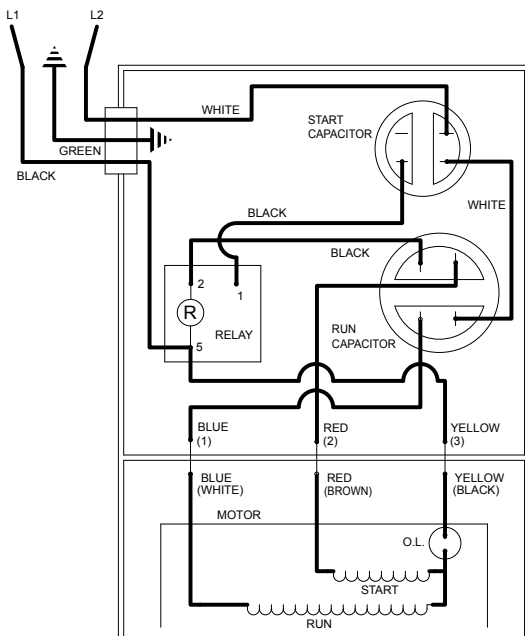 L1
L2
WHITE
START
CAPACITOR
GREEN
BLACK
WHITE
BLACK
BLACK
2
1
R
RELAY
RUN
CAPACITOR
5
BLUE
(1)
RED
(2)
YELLOW
(3)
BLUE
(WHITE)
RED
(BROWN)
YELLOW
(BLACK)
MOTOR
O.L.
START
RUN